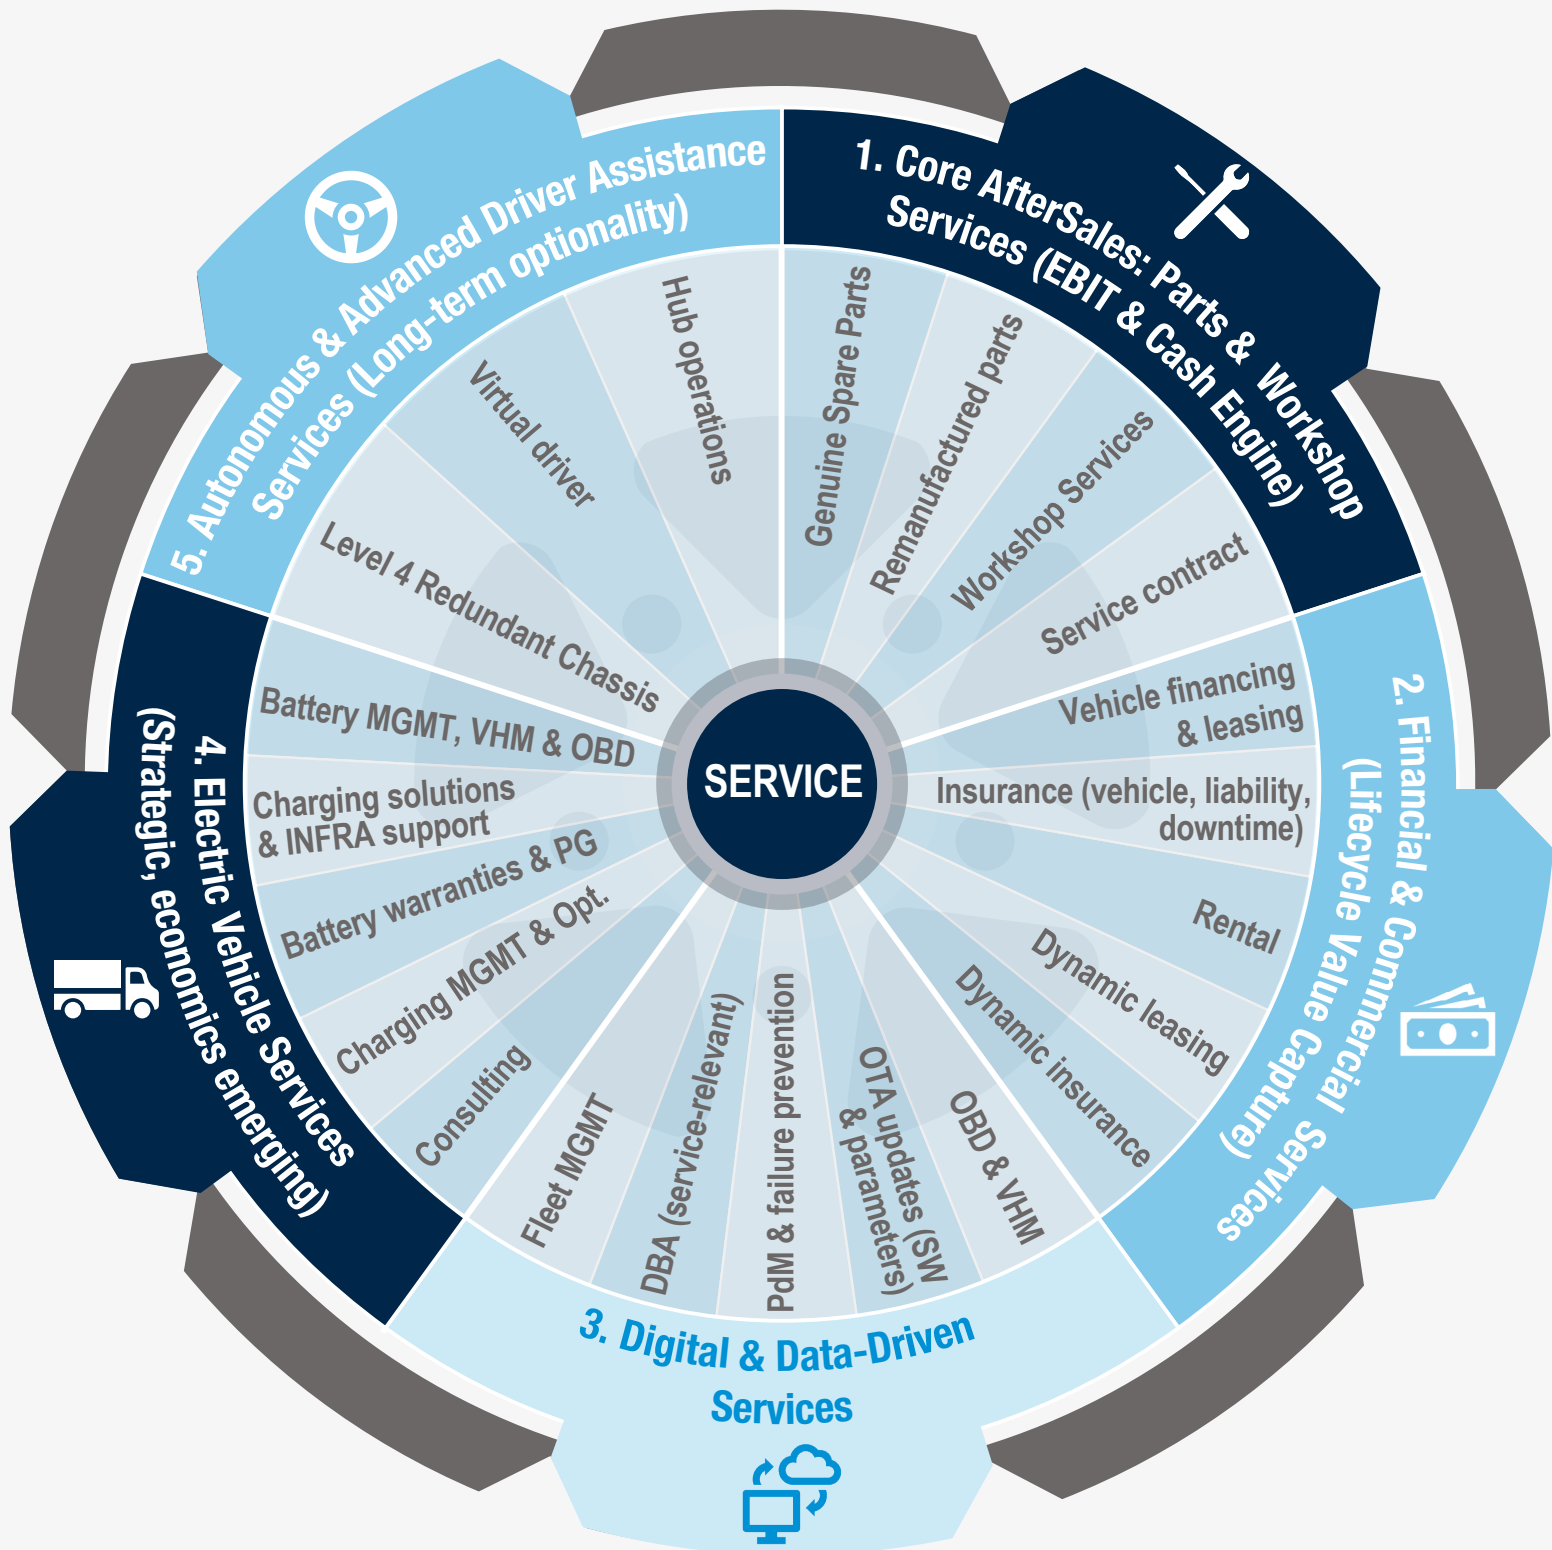 SERVICE
1. Core AfterSales: Parts & Workshop
Services (EBIT & Cash Engine)
Genuine Spare Parts
Remanufactured parts
Workshop Services
Service contract
2. Financial & Commercial Services
(Lifecycle Value Capture)
Vehicle financing
& leasing
Insurance (vehicle, liability,
downtime)
Rental
Dynamic leasing
Dynamic insurance
3. Digital & Data-Driven
Services
OBD & VHM
OTA updates (SW
& parameters)
PdM & failure prevention
DBA (service-relevant)
Fleet MGMT
4. Electric Vehicle Services
(Strategic, economics emerging)
Consulting
Charging MGMT & Opt.
Battery warranties & PG
Charging solutions
& INFRA support
Battery MGMT, VHM & OBD
5. Autonomous & Advanced Driver Assistance
Services (Long-term optionality)
Level 4 Redundant Chassis
Virtual driver
Hub operations